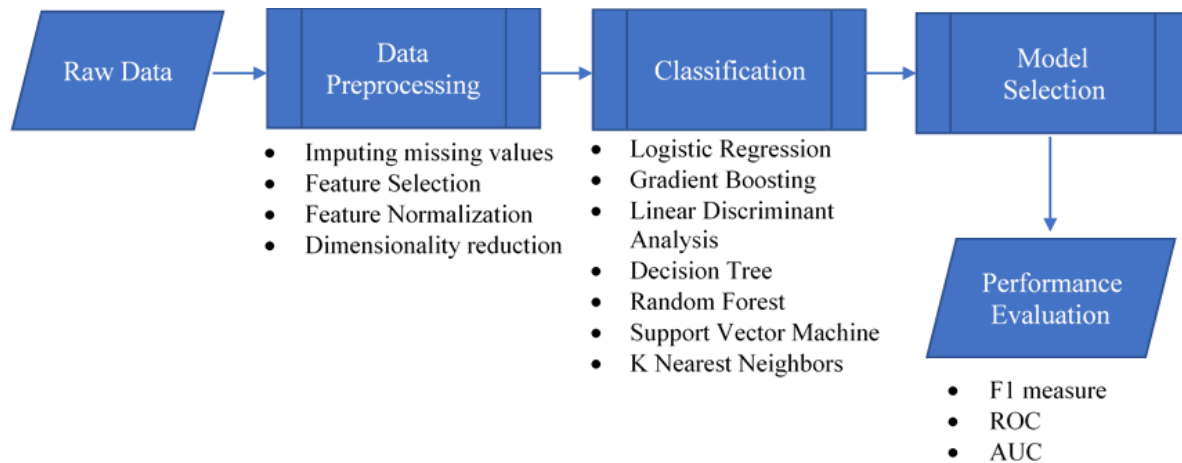 Raw Data
Data
Preprocessing
Classification
Model
Selection
• Imputing missing values
• Feature Selection
• Feature Normalization
• Dimensionality reduction
• Logistic Regression
• Gradient Boosting
• Linear Discriminant
Analysis
• Decision Tree
• Random Forest
• Support Vector Machine
• K Nearest Neighbors
Performance
Evaluation
• F1 measure
• ROC
• AUC